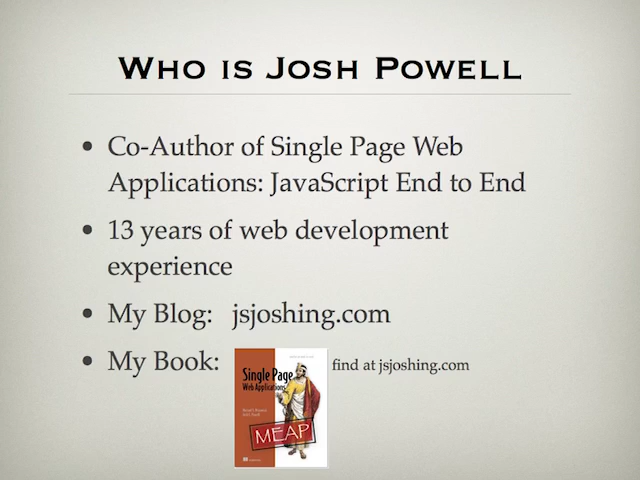 Who is Josh Powell
• Co-Author of Single Page Web
Applications: JavaScript End to End
• 13 years of web development
experience
• My Blog: jsjoshing.com
• My Book:
Single Page
Web Applications
MEAP
find at jsjoshing.com